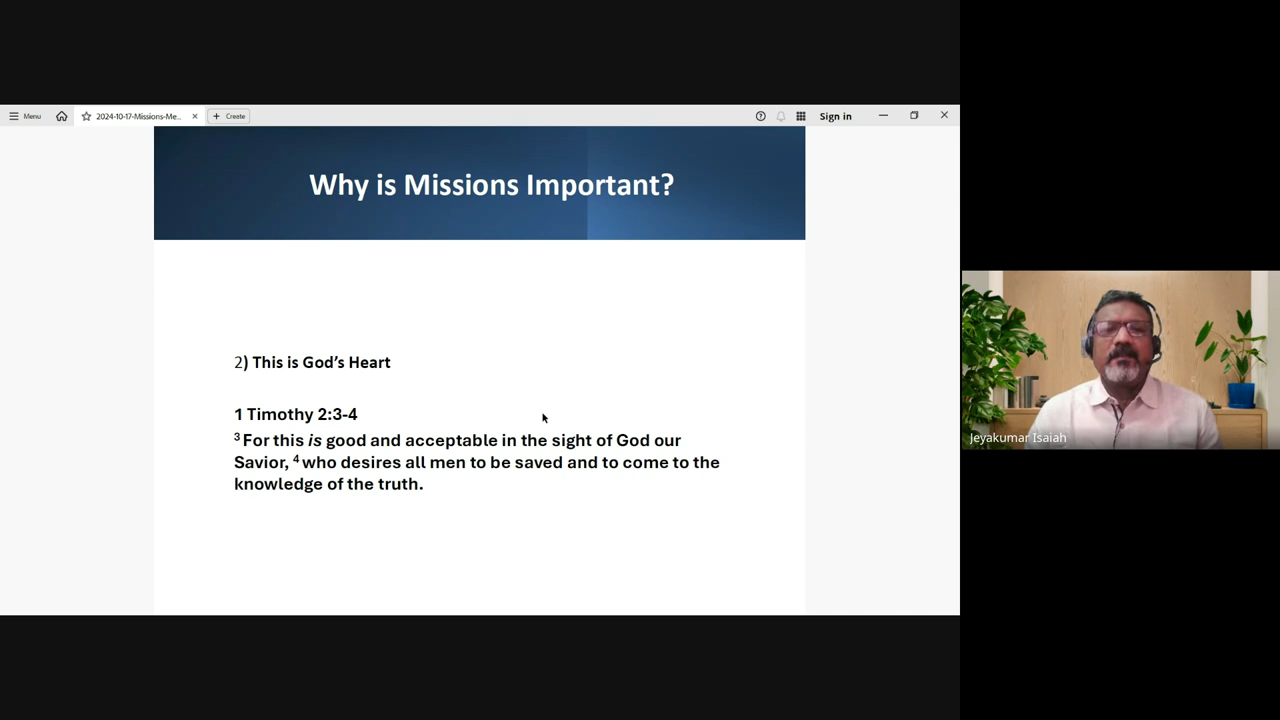 Menu
2024-10-17-Missions-Me...
Create
Sign in
Why is Missions Important?
2) This is God's Heart
1 Timothy 2:3-4
3 For this is good and acceptable in the sight of God our
Savior, 4 who desires all men to be saved and to come to the
knowledge of the truth.
Jeyakumar Isaiah